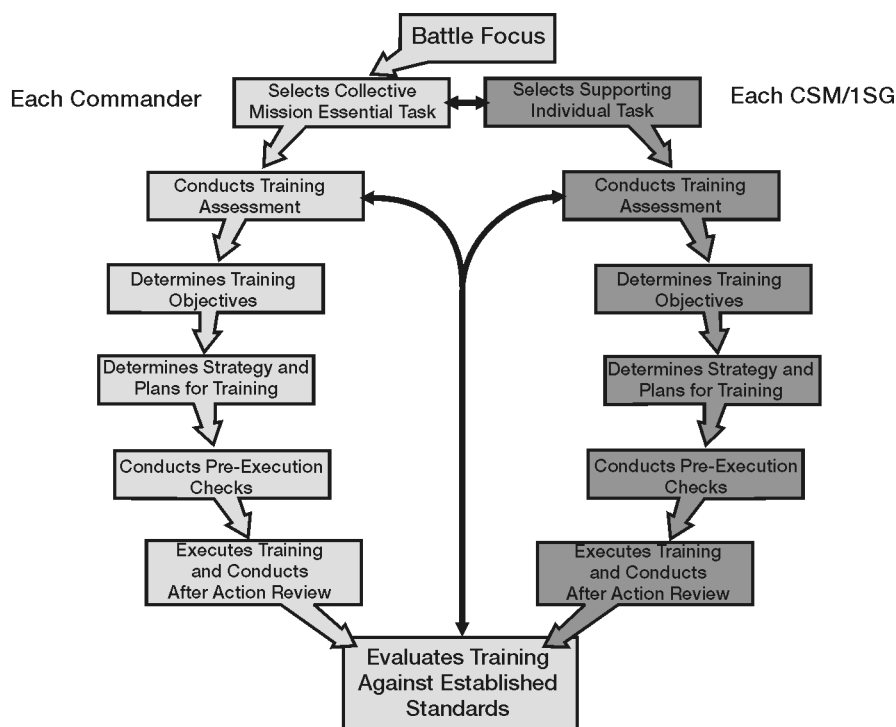 Battle Focus
Each Commander
Selects Collective
Mission Essential Task
Selects Supporting
Individual Task
Each CSM/1SG
Conducts Training
Assessment
Conducts Training
Assessment
Determines Training
Objectives
Determines Training
Objectives
Determines Strategy and
Plans for Training
Determines Strategy and
Plans for Training
Conducts Pre-Execution
Checks
Conducts Pre-Execution
Checks
Executes Training
and Conducts
After Action Review
Executes Training
and Conducts
After Action Review
Evaluates Training
Against Established
Standards